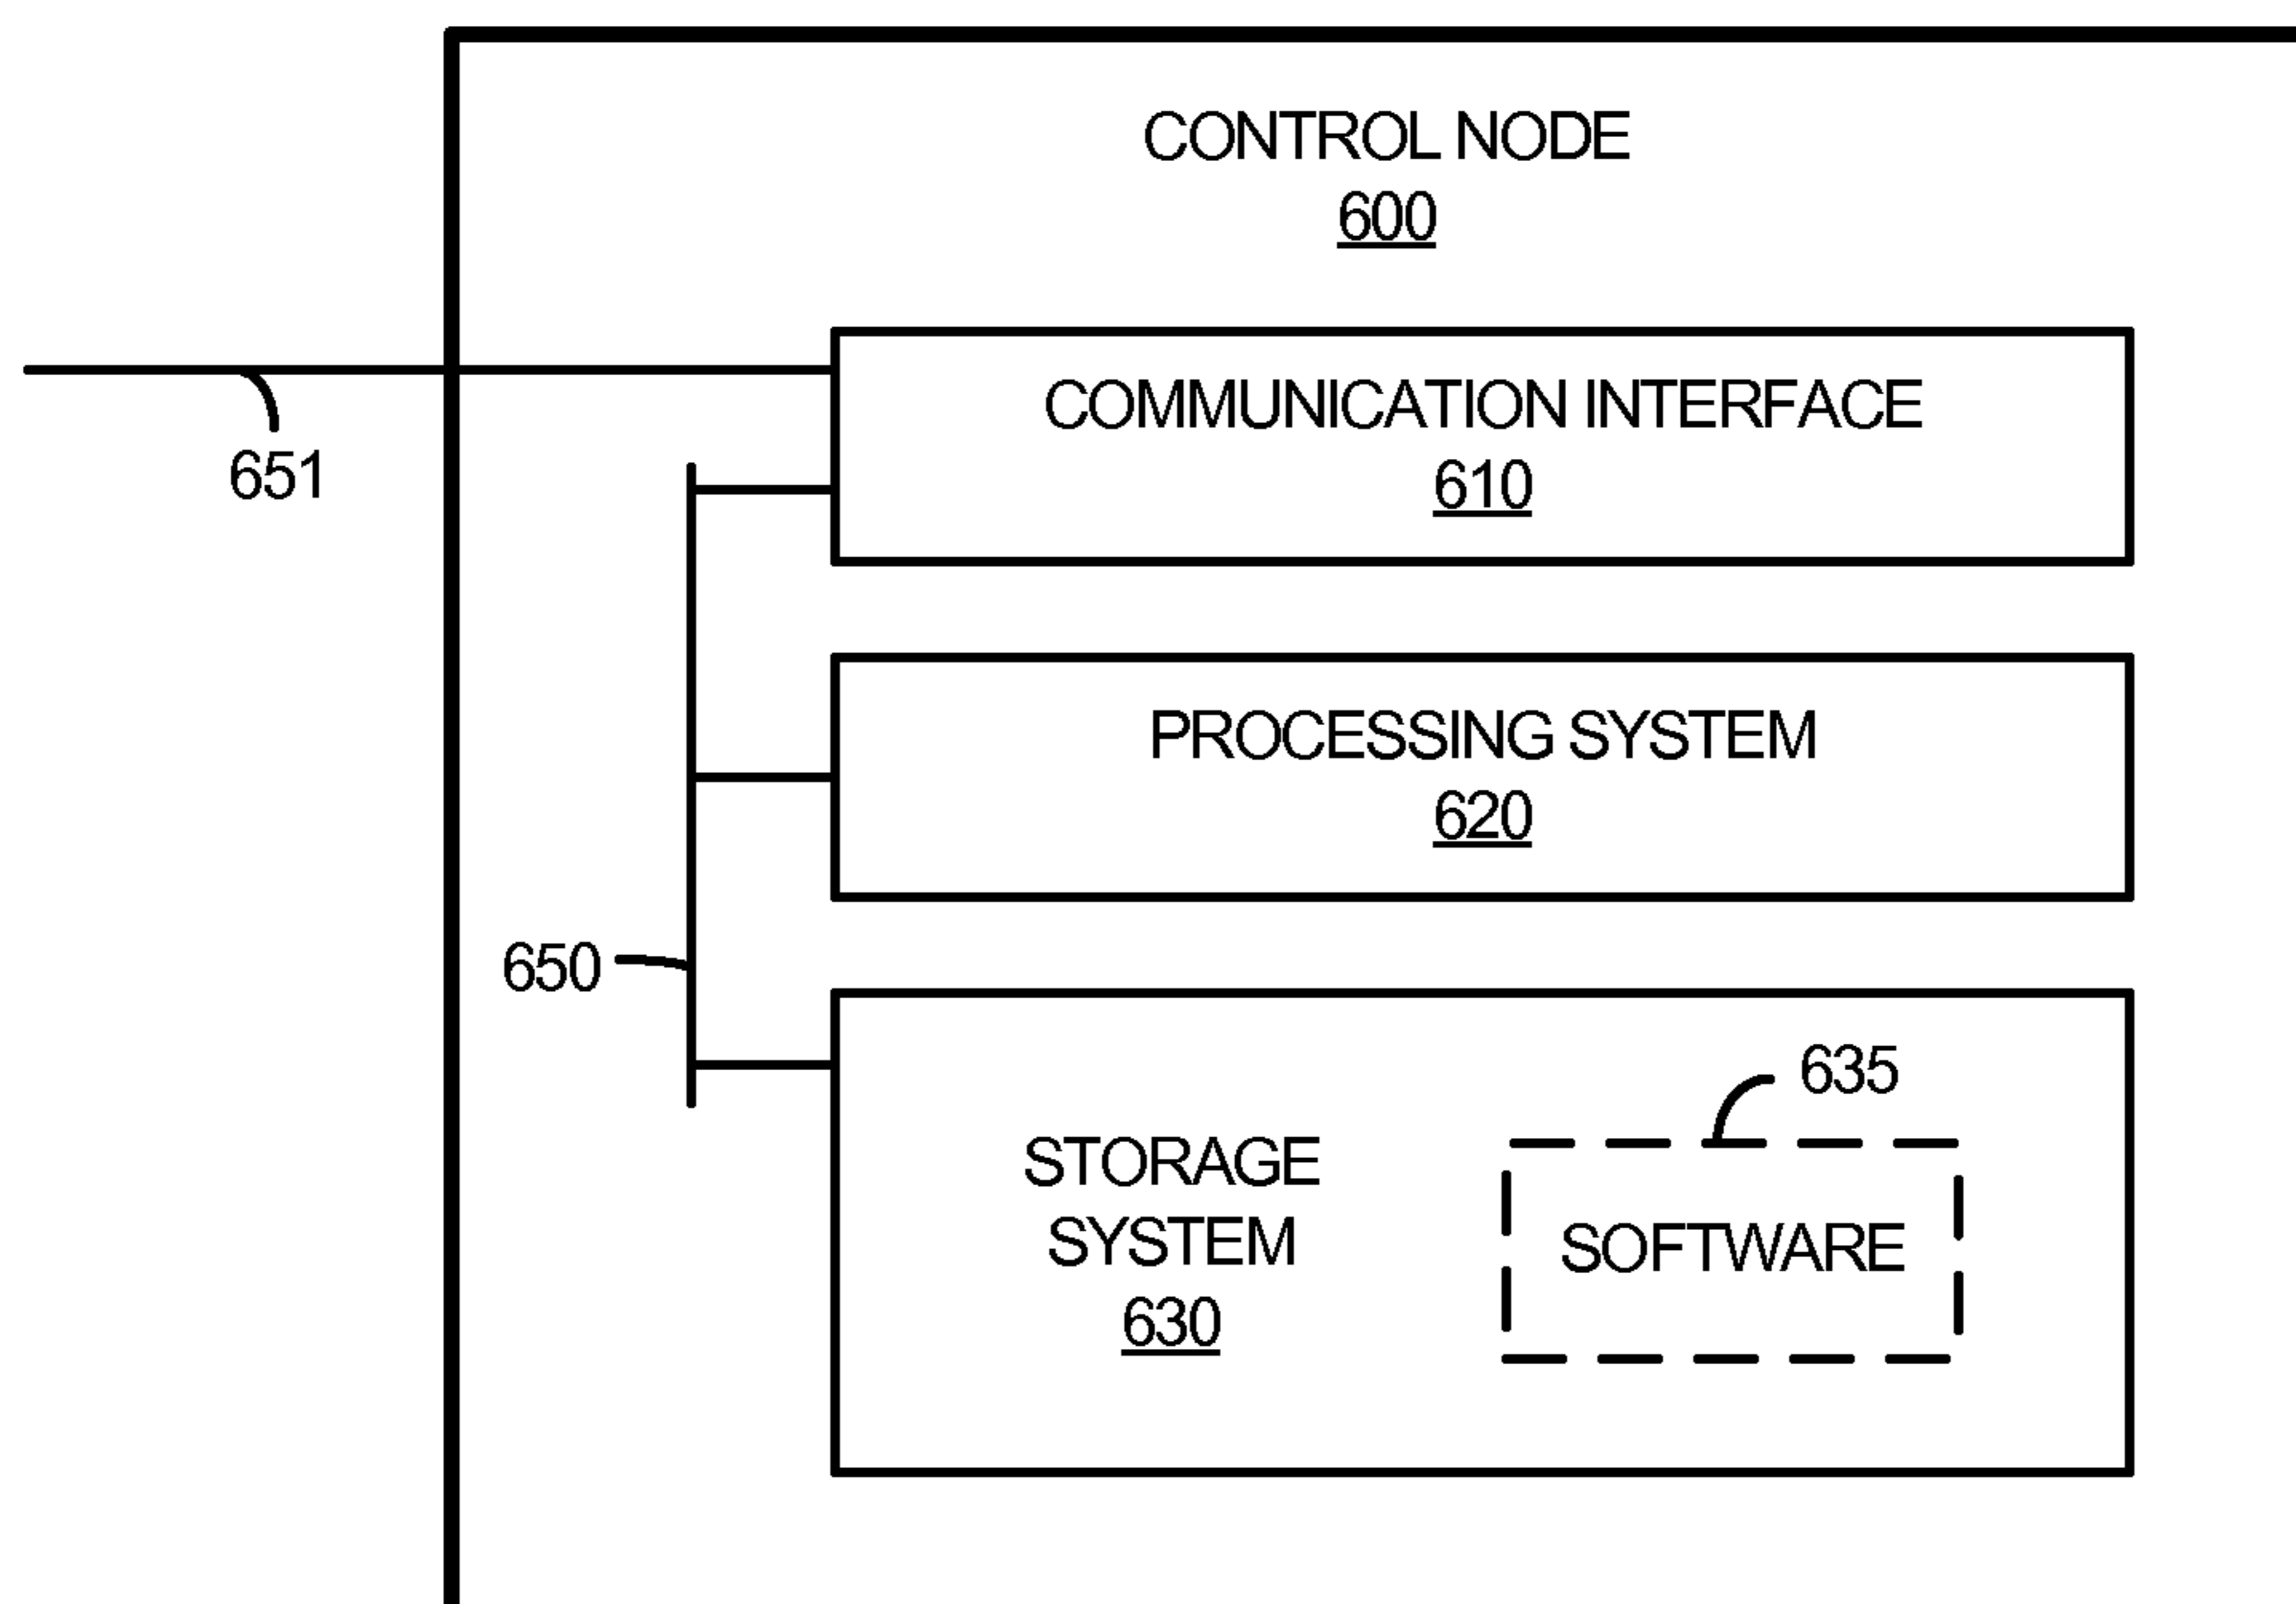 CONTROL NODE
600
COMMUNICATION INTERFACE
610
651
PROCESSING SYSTEM
620
650
635
STORAGE
SYSTEM
630
SOFTWARE